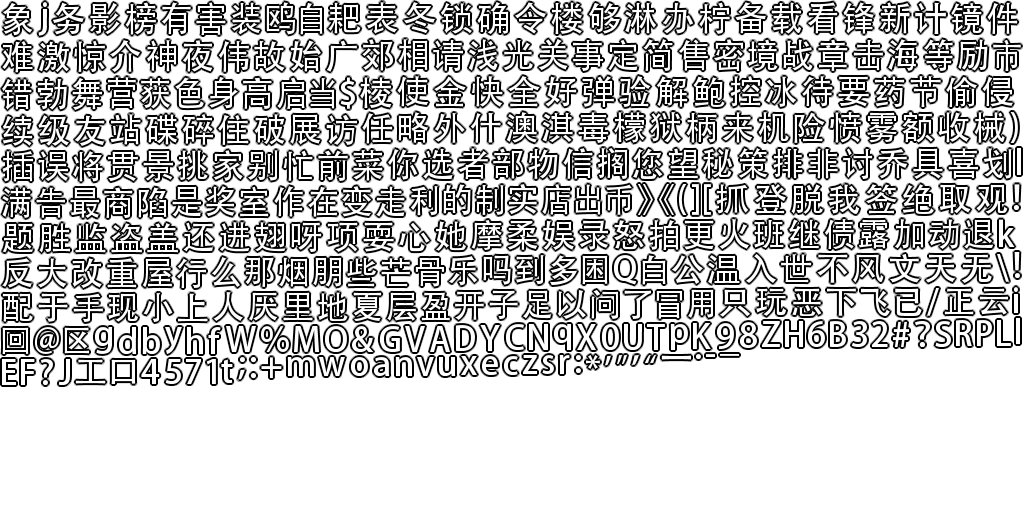 象j务影榜有害装鸥自耙表冬锁确令楼够淋办柠备载看锋新计镜件
难激惊介神夜伟故始广郊相请浅光关事定简售密境战章击海等励市
错勃舞营获色身高启当$棱使金快全好弹验解鲍控冰待要药节偷侵
续级友站碟碎住破展访任略外什澳淇毒檬狱柄来机险愤雾额收械)
插误将贯景挑家别忙前菜你选者部物信搁您望秘策排非讨乔具喜划l
满告最商陷是奖室作在变走利的制实店出币》《(][抓登脱我签绝取观!
题胜监盗盖还进翅呀项耍心她摩柔娱录怒拍更火班继债露加动退k
反大改重屋行么那烟朋些芒骨乐吗到多困Q白公温入世不风文天无\!
配于手现小上人厌里地夏层盈开子足以问了冒用只玩恶下飞己/正云i
回@区gdbyhfW%MO&GVADYCNqX0UTpK98ZH6B32#?SRPLI
EF?J工口4571t;:+mwoanvuxeczsr:*'"'“一·-—